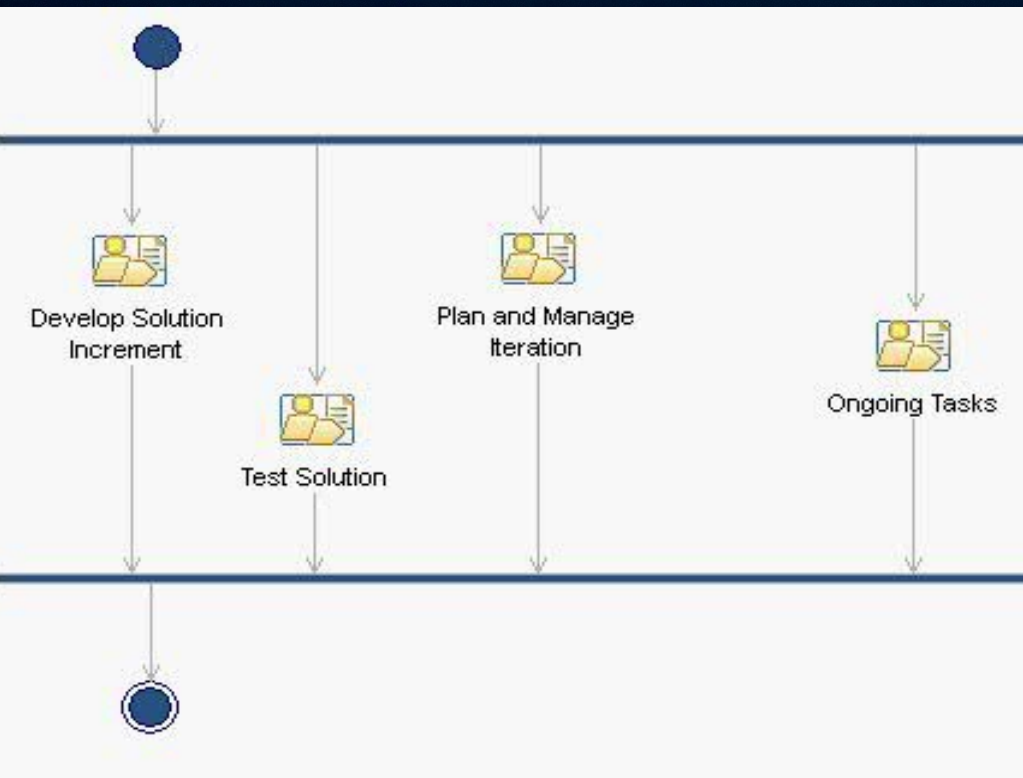 Develop Solution
Increment
Plan and Manage
Iteration
Ongoing Tasks
Test Solution